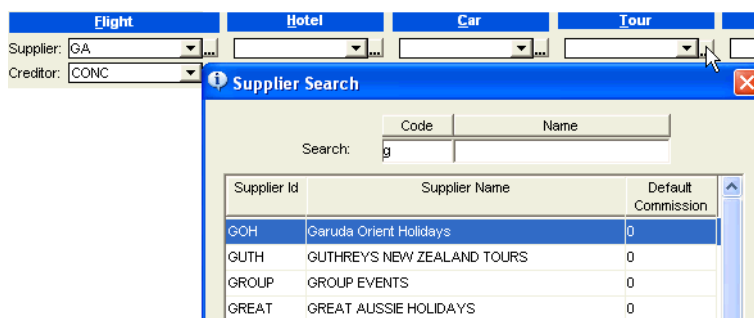 Flight Hotel Car Tour
Supplier: GA
Creditor: CONC
Supplier Search
Code Name
Search: g
Supplier Id Supplier Name Default Commission
GOH Garuda Orient Holidays 0
GUTH GUTHREYS NEW ZEALAND TOURS 0
GROUP GROUP EVENTS 0
GREAT GREAT AUSSIE HOLIDAYS 0